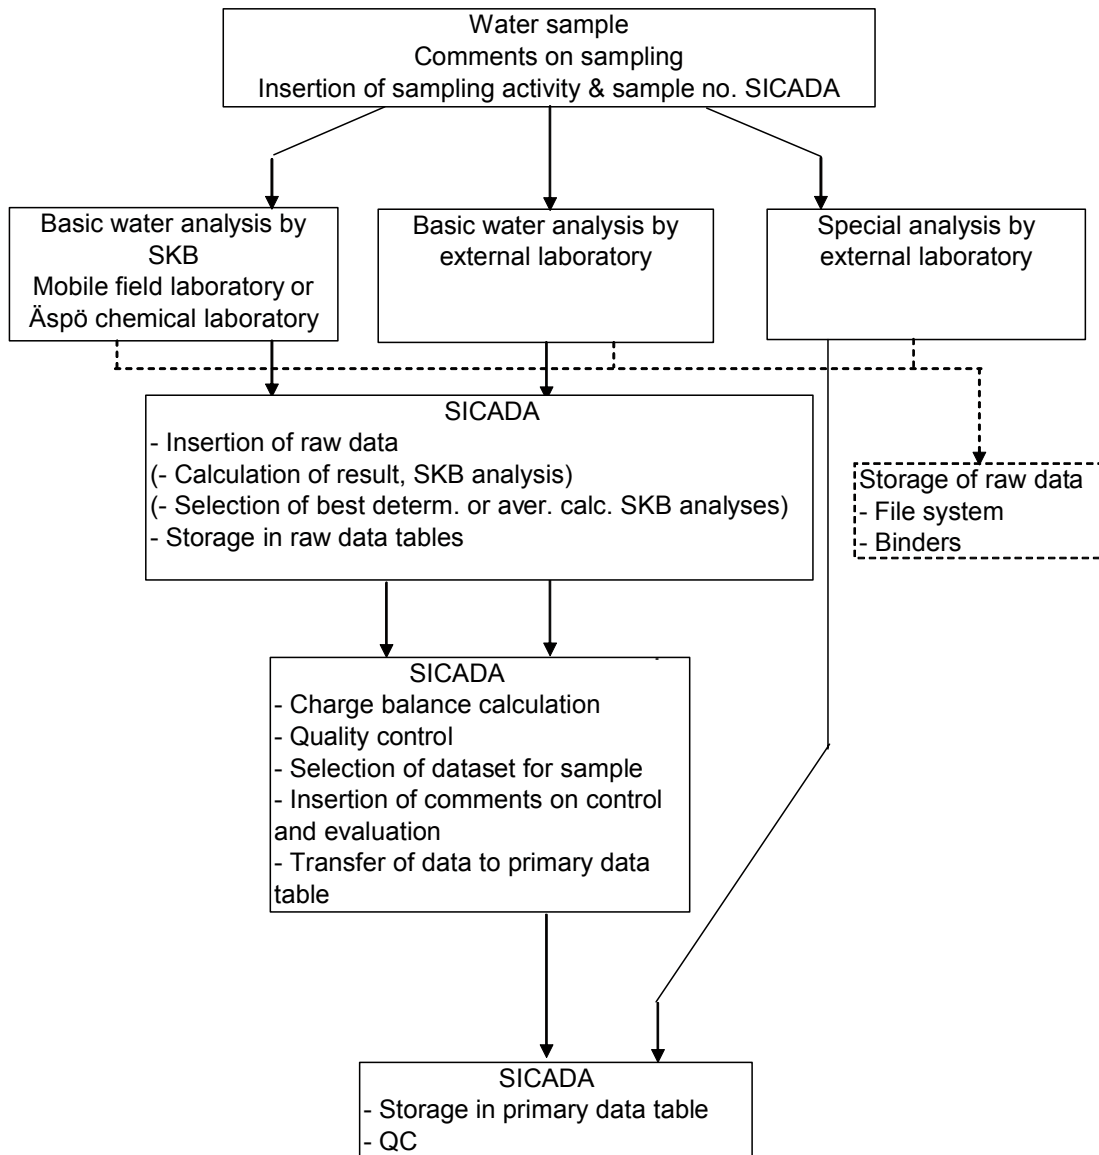 Water sample
Comments on sampling
Insertion of sampling activity & sample no. SICADA
Basic water analysis by
SKB
Mobile field laboratory or
Äspö chemical laboratory
Basic water analysis by
external laboratory
Special analysis by
external laboratory
SICADA
- Insertion of raw data
(- Calculation of result, SKB analysis)
(- Selection of best determ. or aver. calc. SKB analyses)
- Storage in raw data tables
Storage of raw data
- File system
- Binders
SICADA
- Charge balance calculation
- Quality control
- Selection of dataset for sample
- Insertion of comments on control
and evaluation
- Transfer of data to primary data
table
SICADA
- Storage in primary data table
- QC